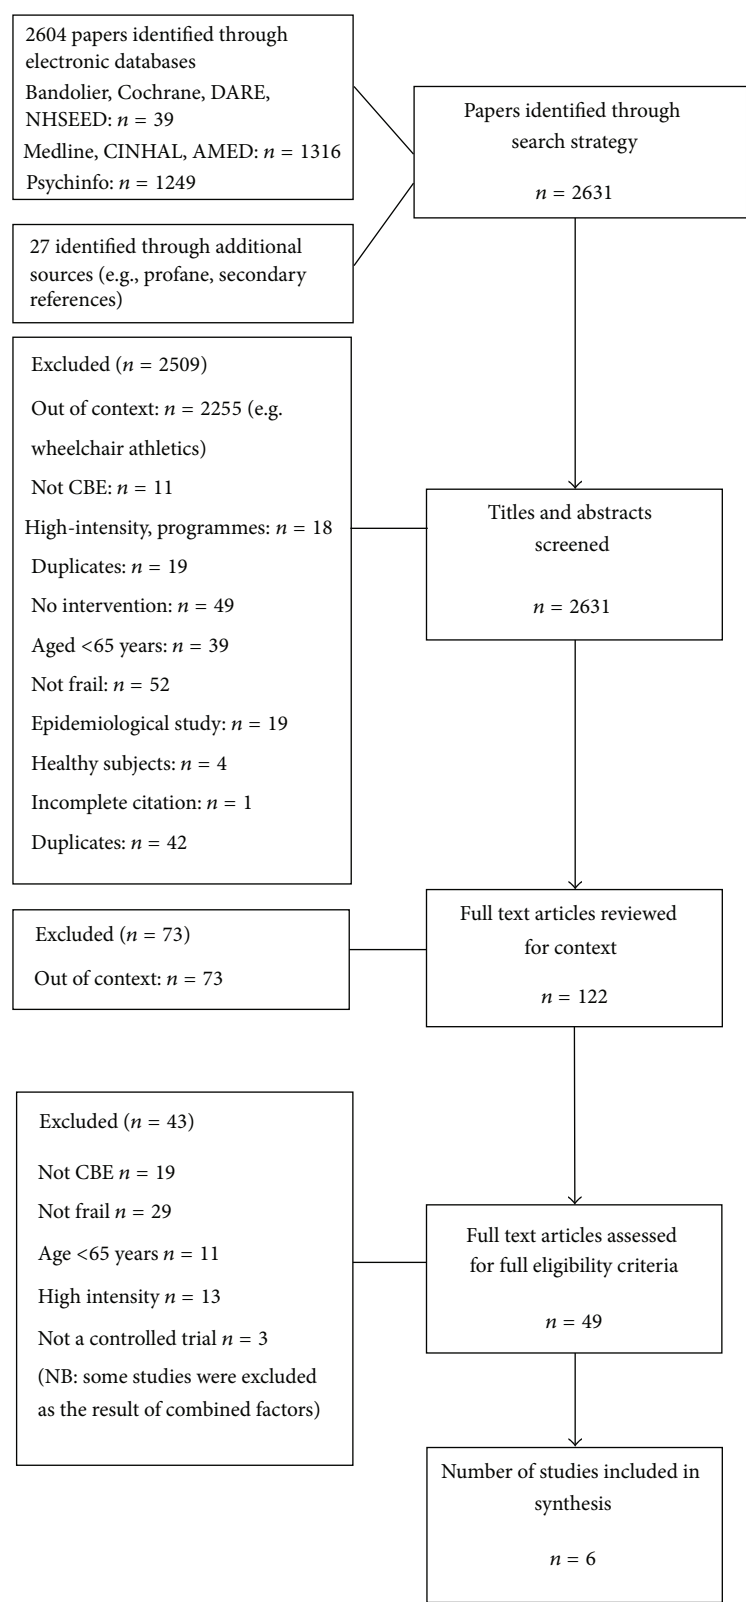 2604 papers identified through
electronic databases
Bandolier, Cochrane, DARE,
NHSEED: n = 39
Medline, CINHAL, AMED: n = 1316
Psychinfo: n = 1249
Papers identified through
search strategy
n = 2631
27 identified through additional
sources (e.g., profane, secondary
references)
Excluded (n = 2509)
Out of context: n = 2255 (e.g.
wheelchair athletics)
Not CBE: n = 11
High-intensity, programmes: n = 18
Duplicates: n = 19
No intervention: n = 49
Aged <65 years: n = 39
Not frail: n = 52
Epidemiological study: n = 19
Healthy subjects: n = 4
Incomplete citation: n = 1
Duplicates: n = 42
Titles and abstracts
screened
n = 2631
Full text articles reviewed
for context
n = 122
Excluded (n = 73)
Out of context: n = 73
Excluded (n = 43)
Not CBE n = 19
Not frail n = 29
Age <65 years n = 11
High intensity n = 13
Not a controlled trial n = 3
(NB: some studies were excluded
as the result of combined factors)
Full text articles assessed
for full eligibility criteria
n = 49
Number of studies included in
synthesis
n = 6